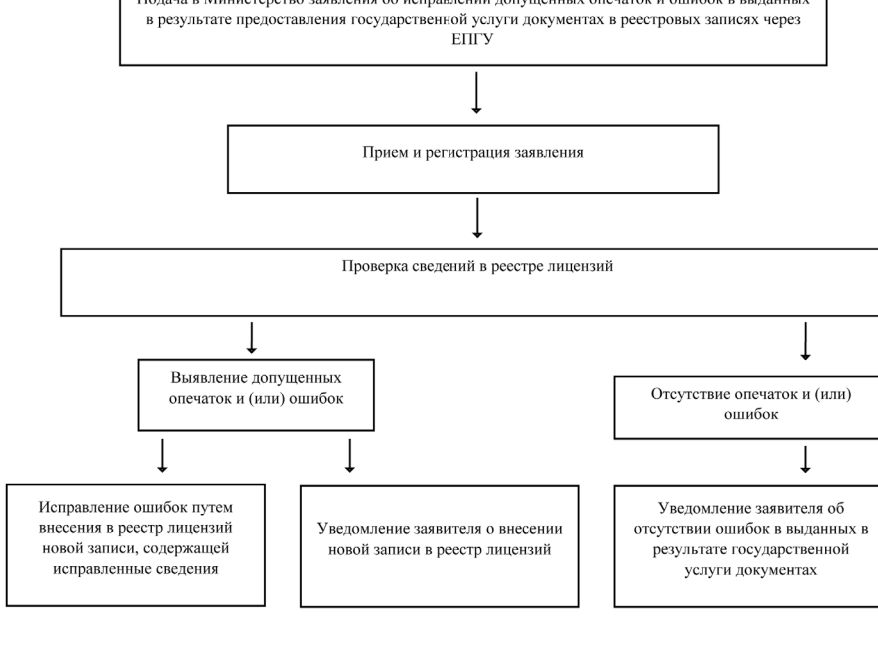 Подача в Министерство заявления об исправлении допущенных опечаток и ошибок в выданных
в результате предоставления государственной услуги документах в реестровых записях через
ЕПГУ
Прием и регистрация заявления
Проверка сведений в реестре лицензий
Выявление допущенных
опечаток и (или) ошибок
Отсутствие опечаток и (или)
ошибок
Исправление ошибок путем
внесения в реестр лицензий
новой записи, содержащей
исправленные сведения
Уведомление заявителя о внесении
новой записи в реестр лицензий
Уведомление заявителя об
отсутствии ошибок в выданных в
результате государственной
услуги документах